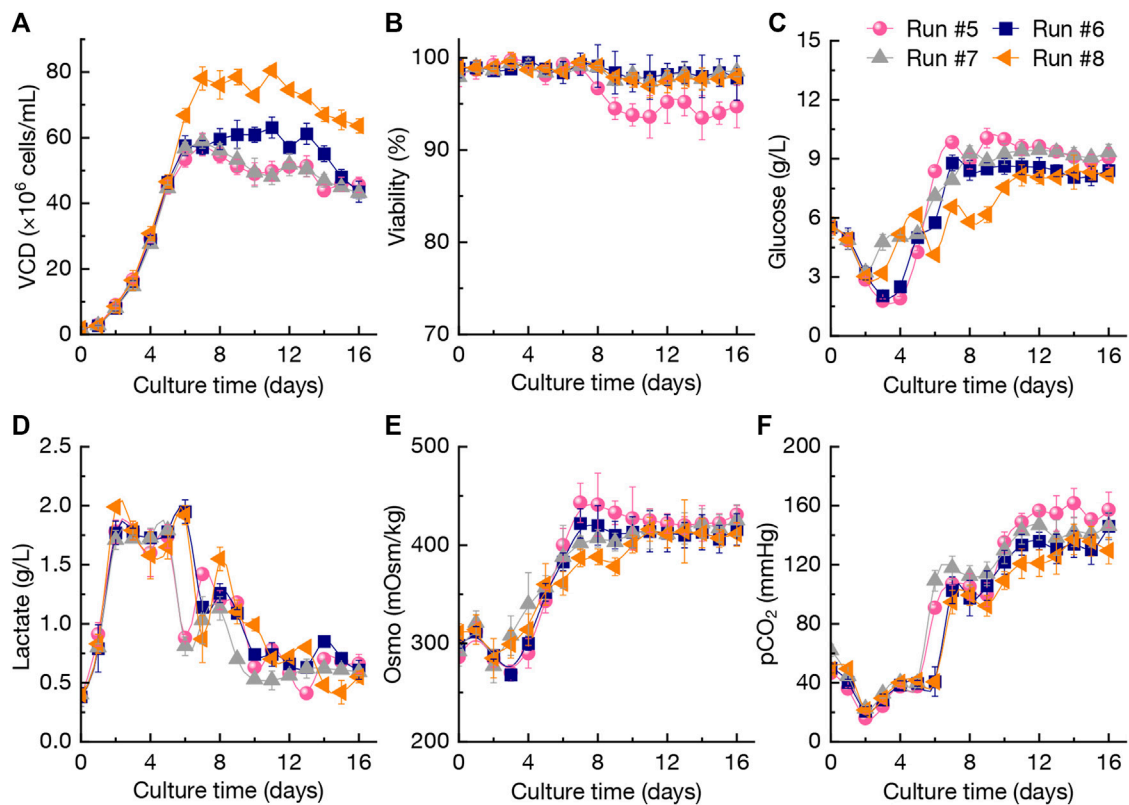 A
B
C
Run #5
Run #6
Run #7
Run #8
VCD (×10⁶ cells/mL)
80
60
40
20
0
0 4 8 12 16
Culture time (days)
Viability (%)
100
90
80
70
0 4 8 12 16
Culture time (days)
Glucose (g/L)
15
12
9
6
3
0
0 4 8 12 16
Culture time (days)
D
E
F
Lactate (g/L)
2.5
2.0
1.5
1.0
0.5
0.0
0 4 8 12 16
Culture time (days)
Osmo (mOsm/kg)
500
400
300
200
0 4 8 12 16
Culture time (days)
pCO₂ (mmHg)
200
160
120
80
40
0
0 4 8 12 16
Culture time (days)